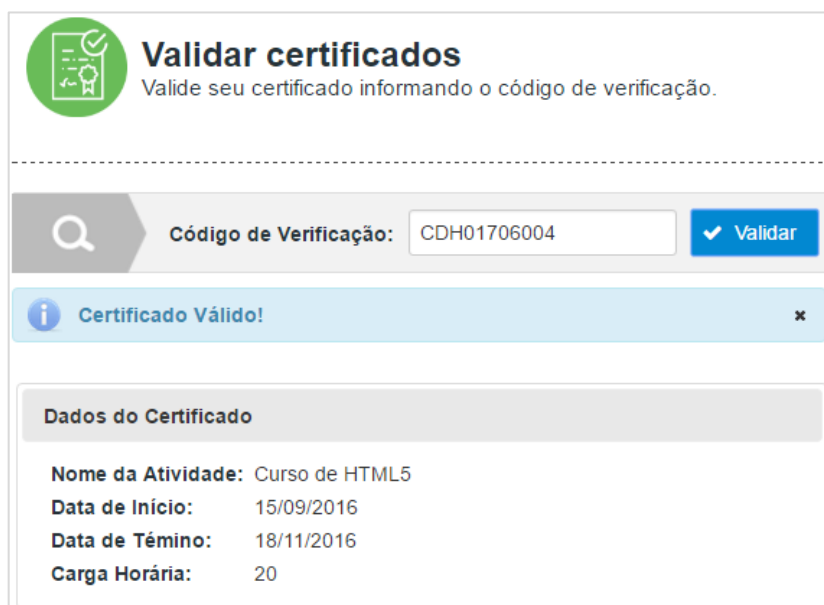 Validar certificados
Valide seu certificado informando o código de verificação.
Código de Verificação: CDH01706004 Validar
Certificado Válido!
Dados do Certificado
Nome da Atividade: Curso de HTML5
Data de Início: 15/09/2016
Data de Témino: 18/11/2016
Carga Horária: 20